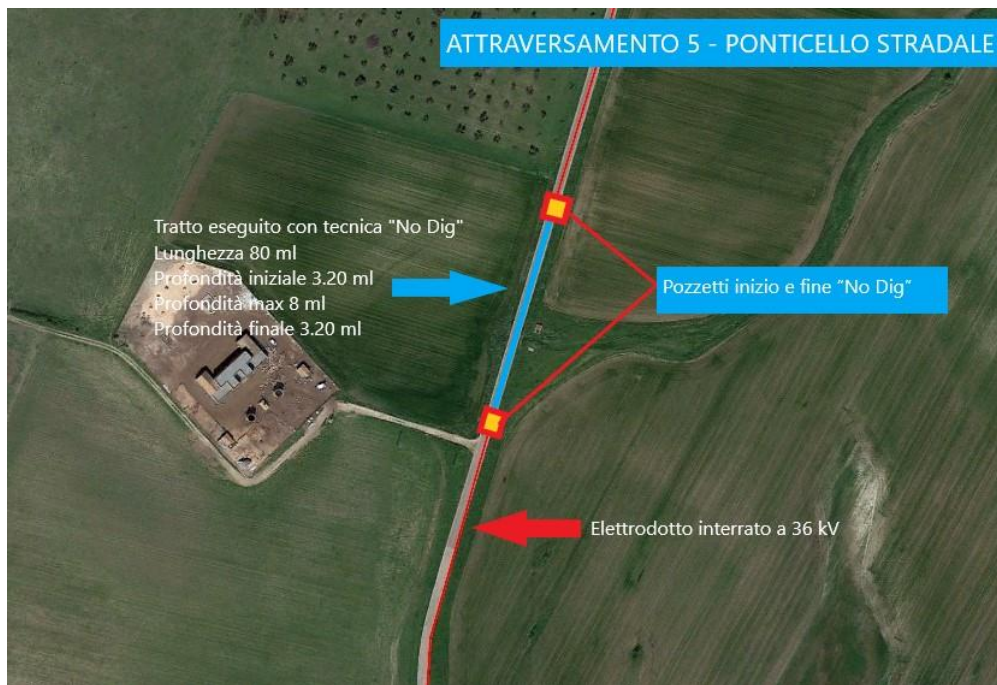 ATTRAVERSAMENTO 5 - PONTICELLO STRADALE
Tratto eseguito con tecnica "No Dig"
Lunghezza 80 ml
Profondità iniziale 3.20 ml
Profondità max 8 ml
Profondità finale 3.20 ml
Pozzetti inizio e fine “No Dig”
Elettrodotto interrato a 36 kV